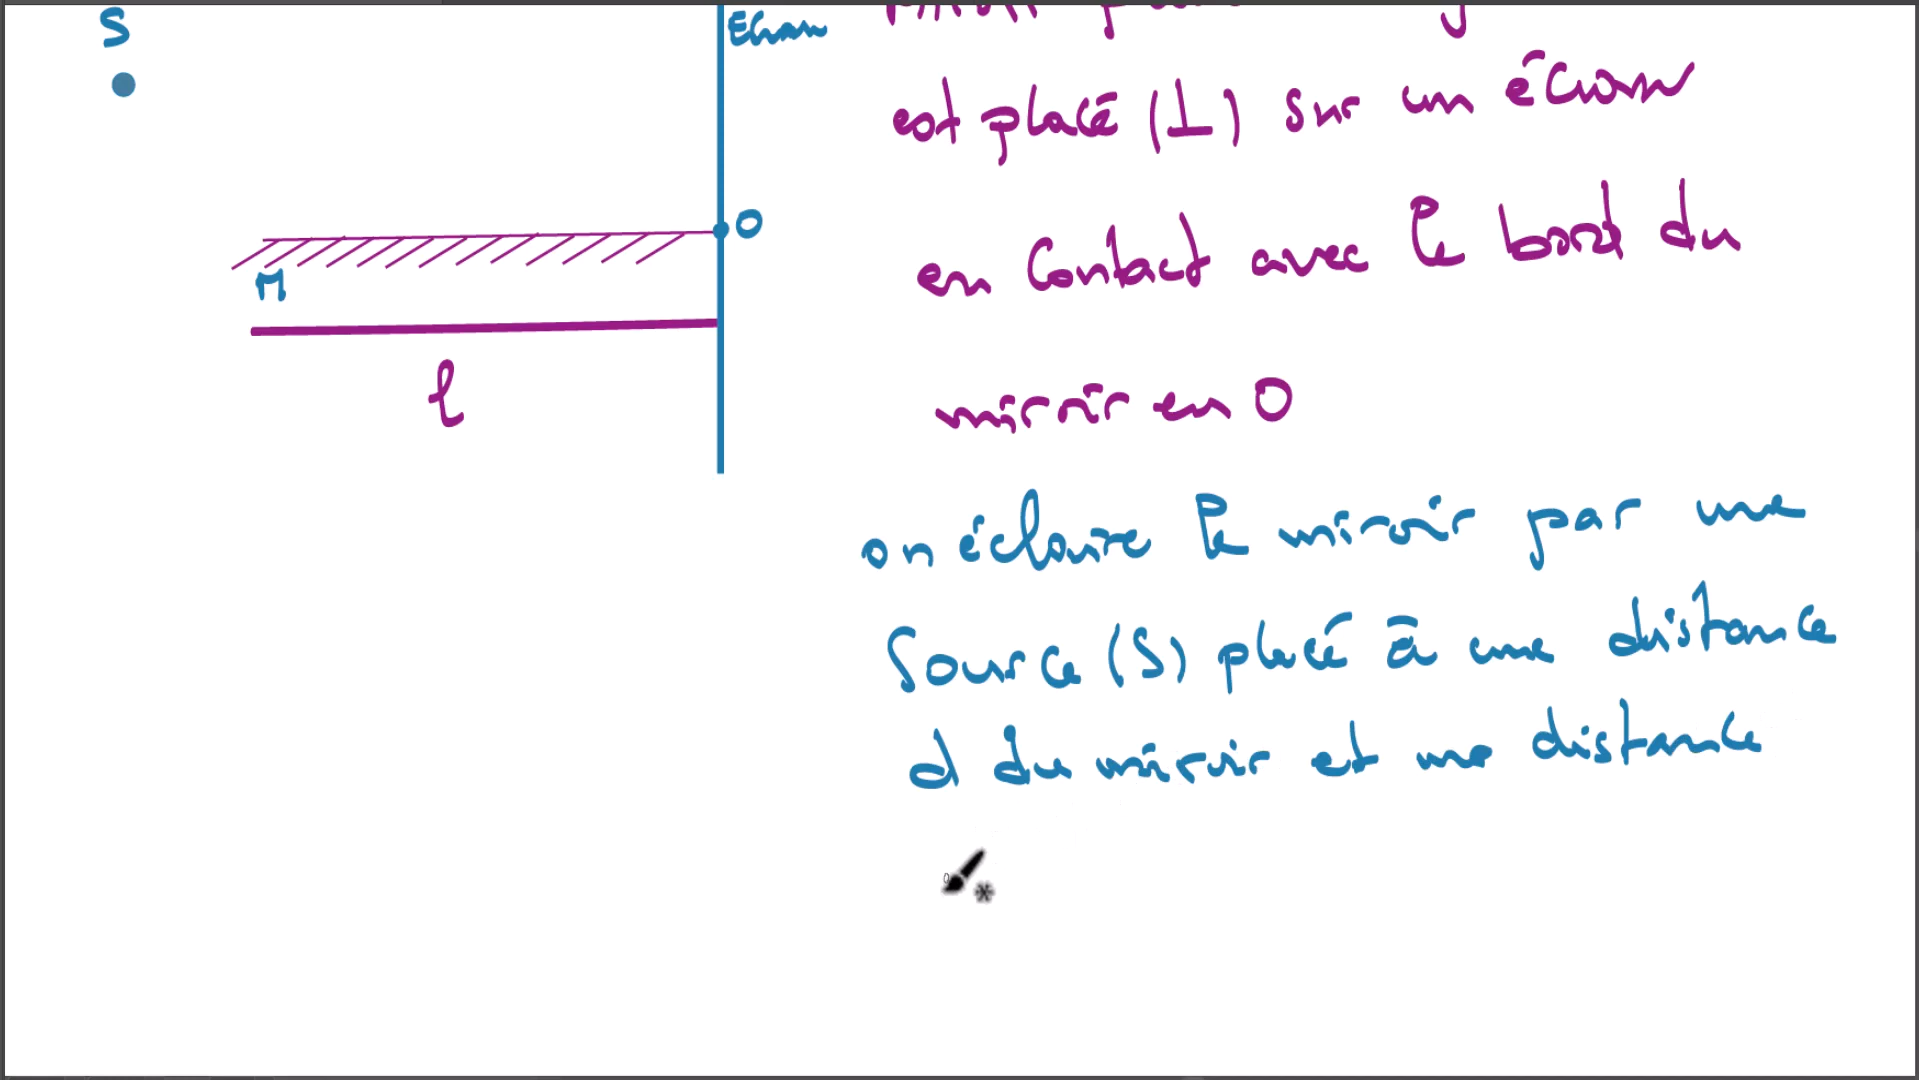 S
Ecran
O
M
l
est placé (⊥) sur un écran
en contact avec le bord du
miroir en O
on éclaire le miroir par une
Source (S) placé à une distance
d du miroir et une distance